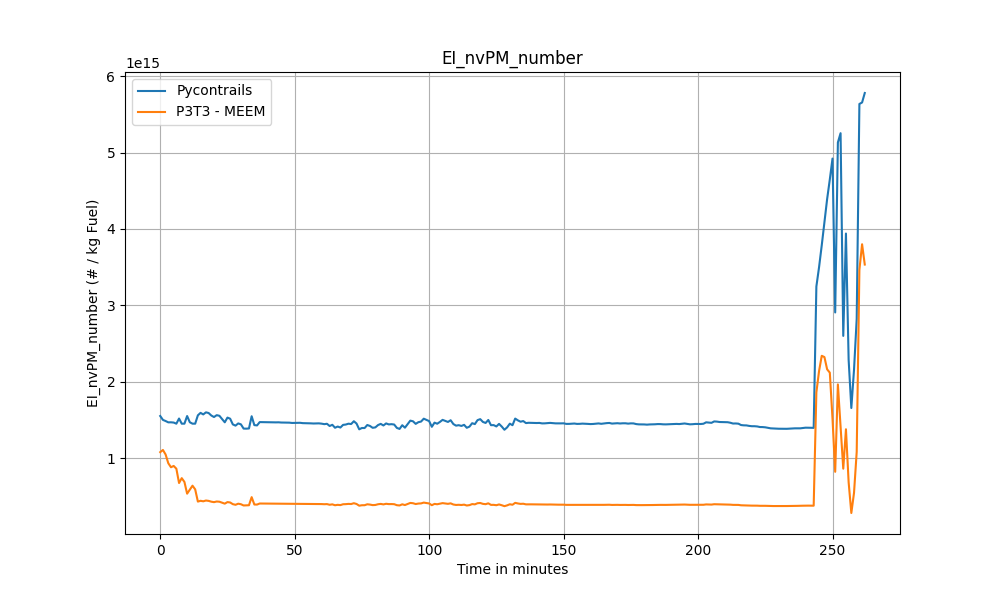 EI_nvPM_number
1e15
Pycontrails
P3T3 - MEEM
6
5
4
3
2
1
EI_nvPM_number (# / kg Fuel)
0 50 100 150 200 250
Time in minutes